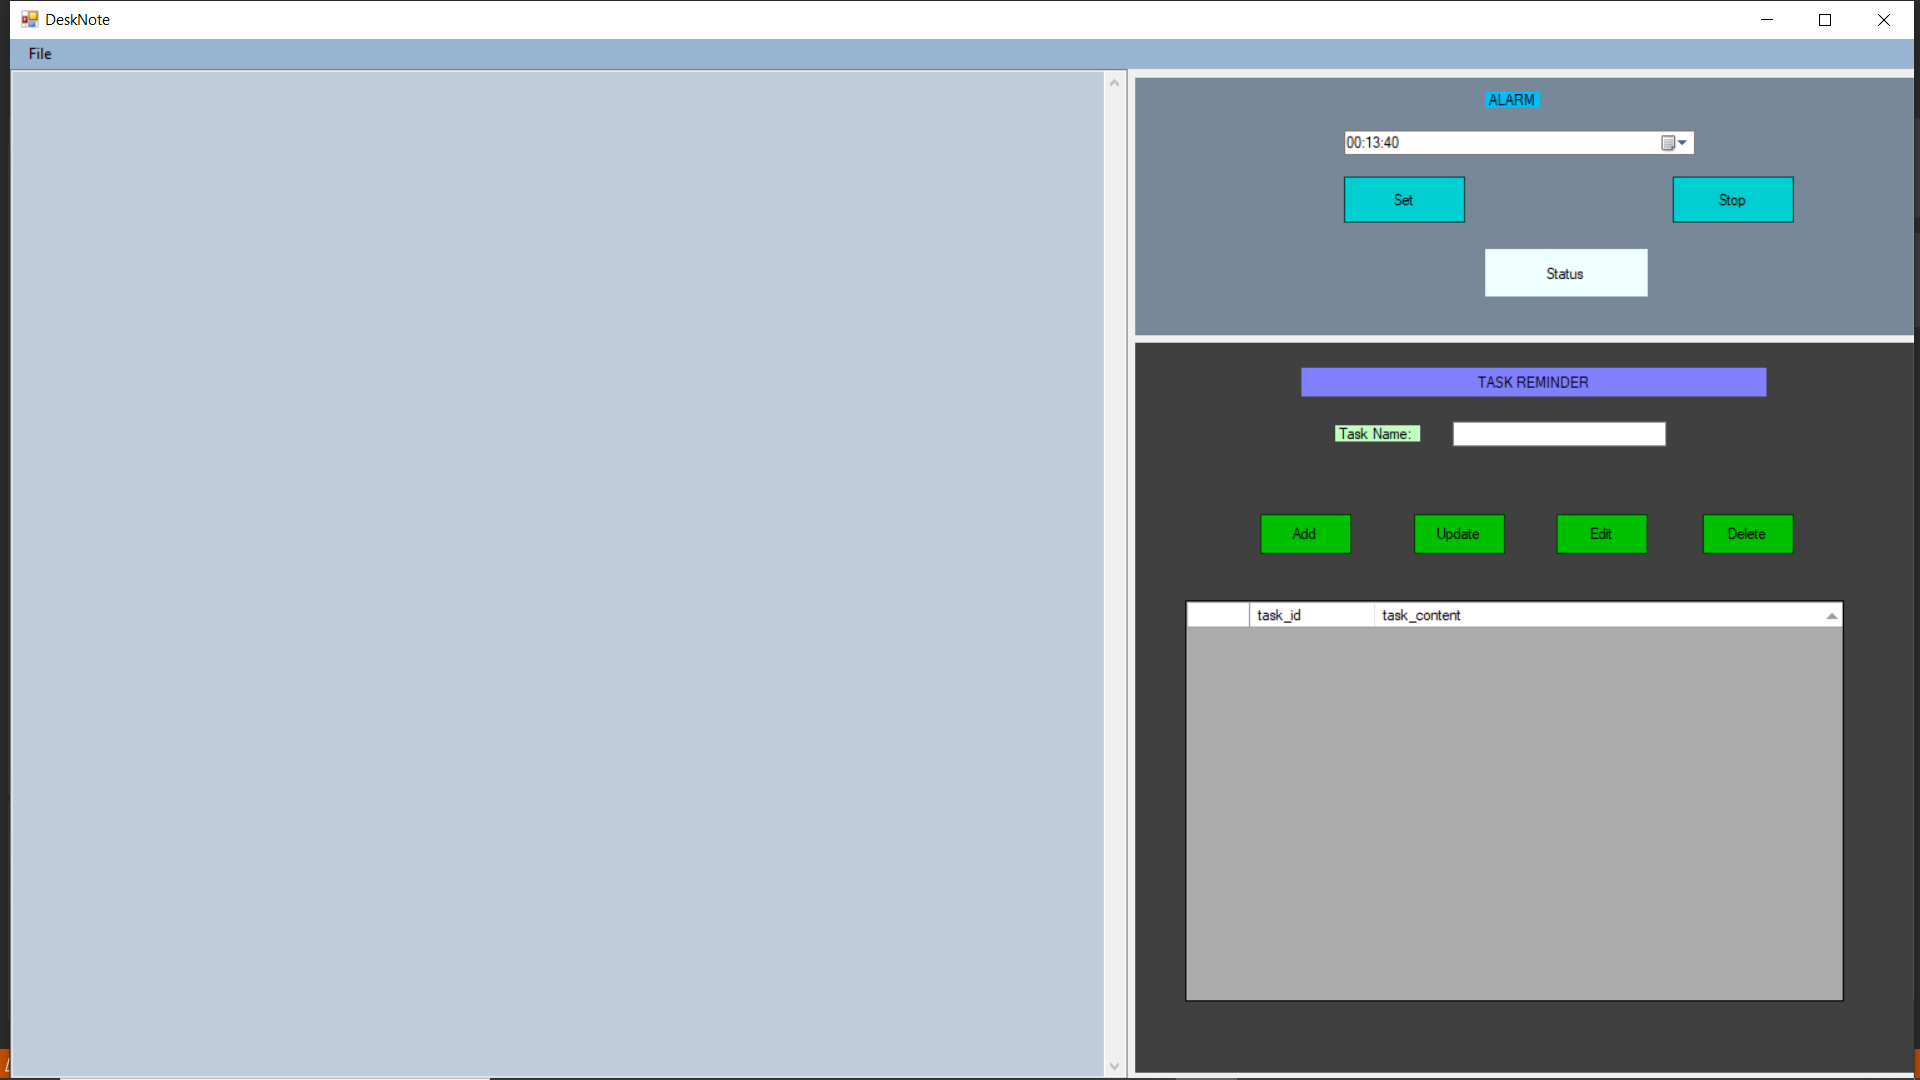 DeskNote
File
ALARM
00:13:40
Set
Stop
Status
TASK REMINDER
Task Name:
Add
Update
Edit
Delete
task_id
task_content